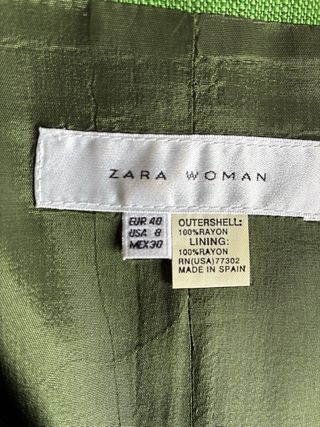 ZARA WOMAN
EUR 40
USA 8
MEX 30
OUTERSHELL:
100%RAYON
LINING:
100%RAYON
RN(USA)77302
MADE IN SPAIN